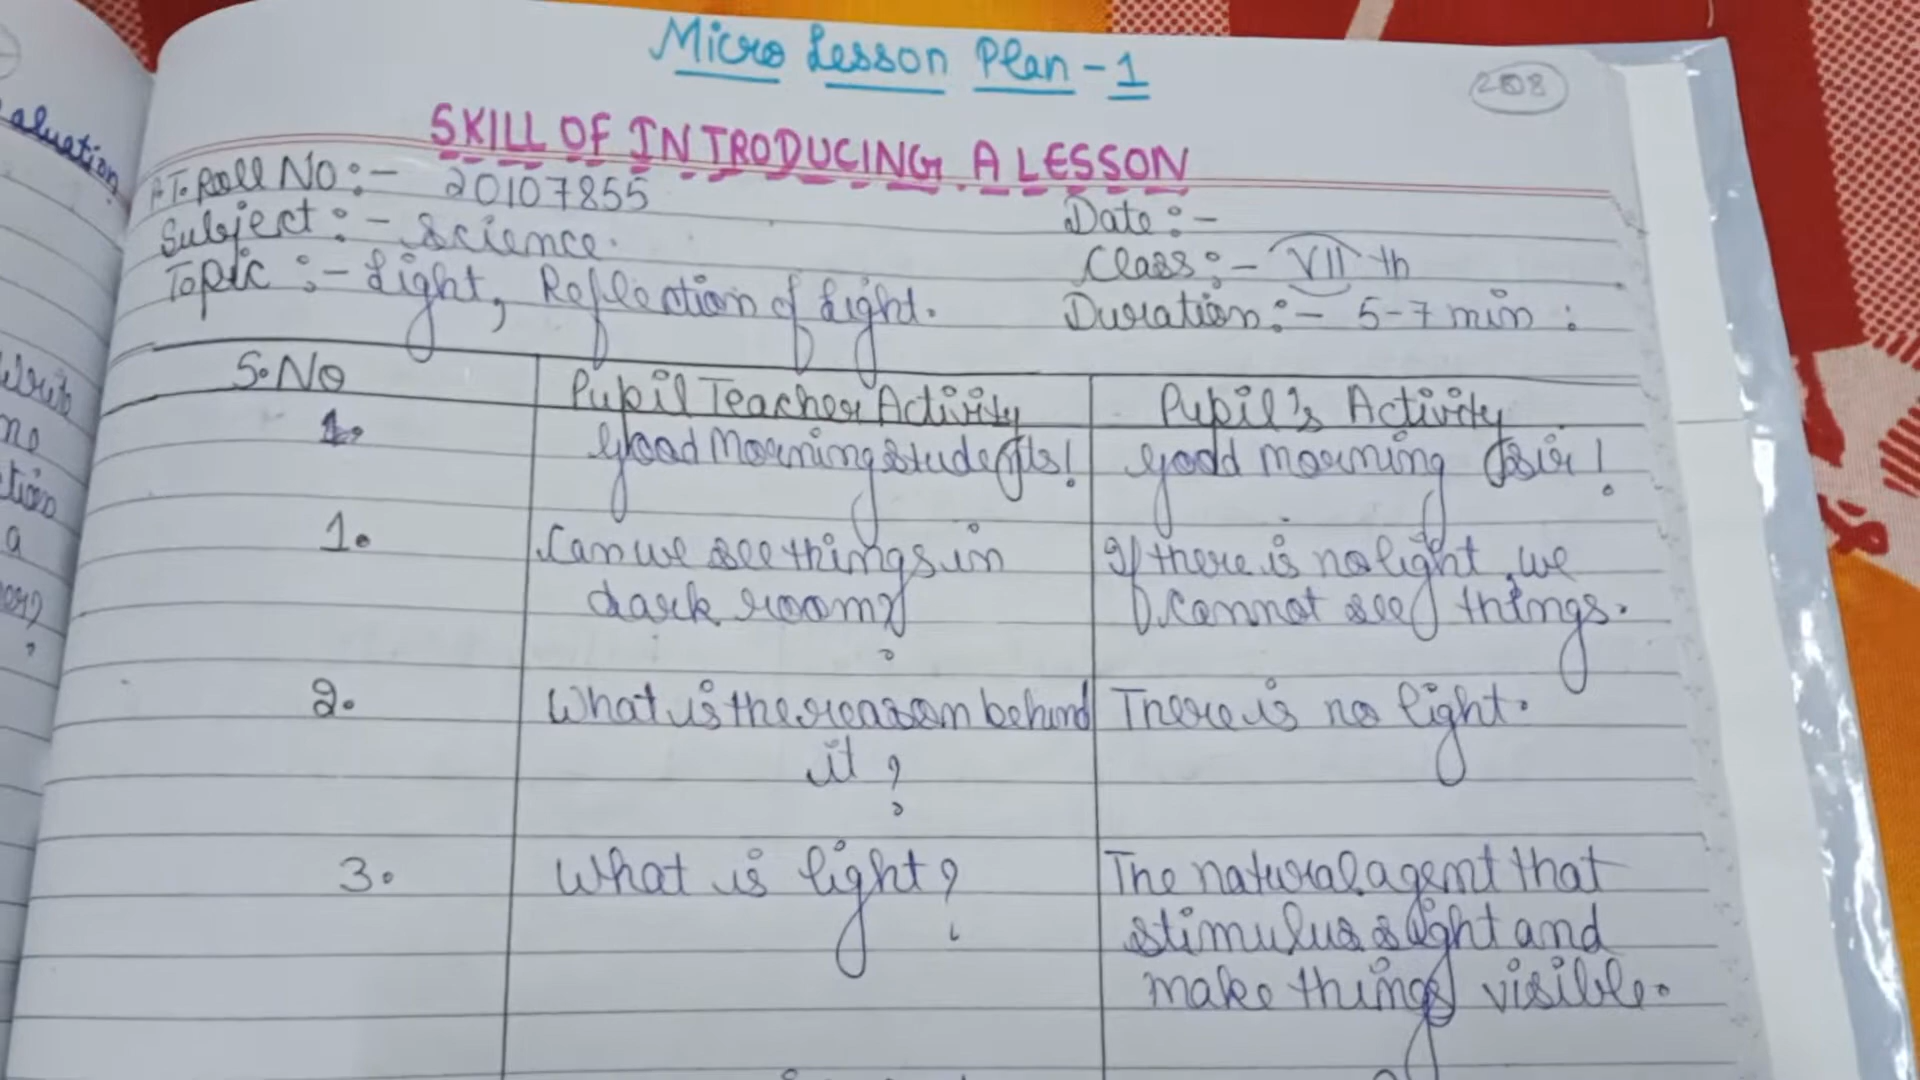 Micro Lesson Plan - 1
208
SKILL OF INTRODUCING A LESSON
P.T. Roll No :- 20107855
Date :-
Subject :- Science.
Class :- VII th
Topic :- Light, Reflection of Light.
Duration :- 5-7 min :
S.No
Pupil Teacher Activity
Pupil's Activity
Good Morning students!
Good morning sir!
1.
Can we see things in
dark room?
If there is no light, we
cannot see things.
2.
What is the reason behind
it ?
There is no light.
3.
What is light ?
The natural agent that
stimulus sight and
make things visible.
aluation
Write
no
ction
a